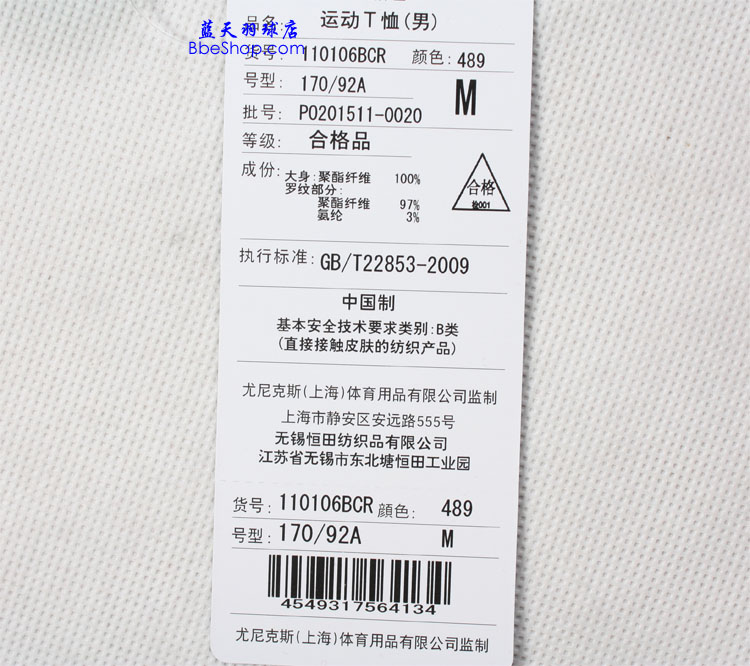 蓝天羽球店
BbeShop.com
品名: 运动T恤(男)
货号: 110106BCR 颜色: 489
号型: 170/92A M
批号: P0201511-0020
等级: 合格品
成份: 大身:聚酯纤维 100%
罗纹部分:
聚酯纤维 97%
氨纶 3%
合格
检001
执行标准: GB/T22853-2009
中国制
基本安全技术要求类别:B类
(直接接触皮肤的纺织产品)
尤尼克斯(上海)体育用品有限公司监制
上海市静安区安远路555号
无锡恒田纺织品有限公司
江苏省无锡市东北塘恒田工业园
货号: 110106BCR 顔色: 489
号型: 170/92A M
4549317564134
尤尼克斯(上海)体育用品有限公司监制